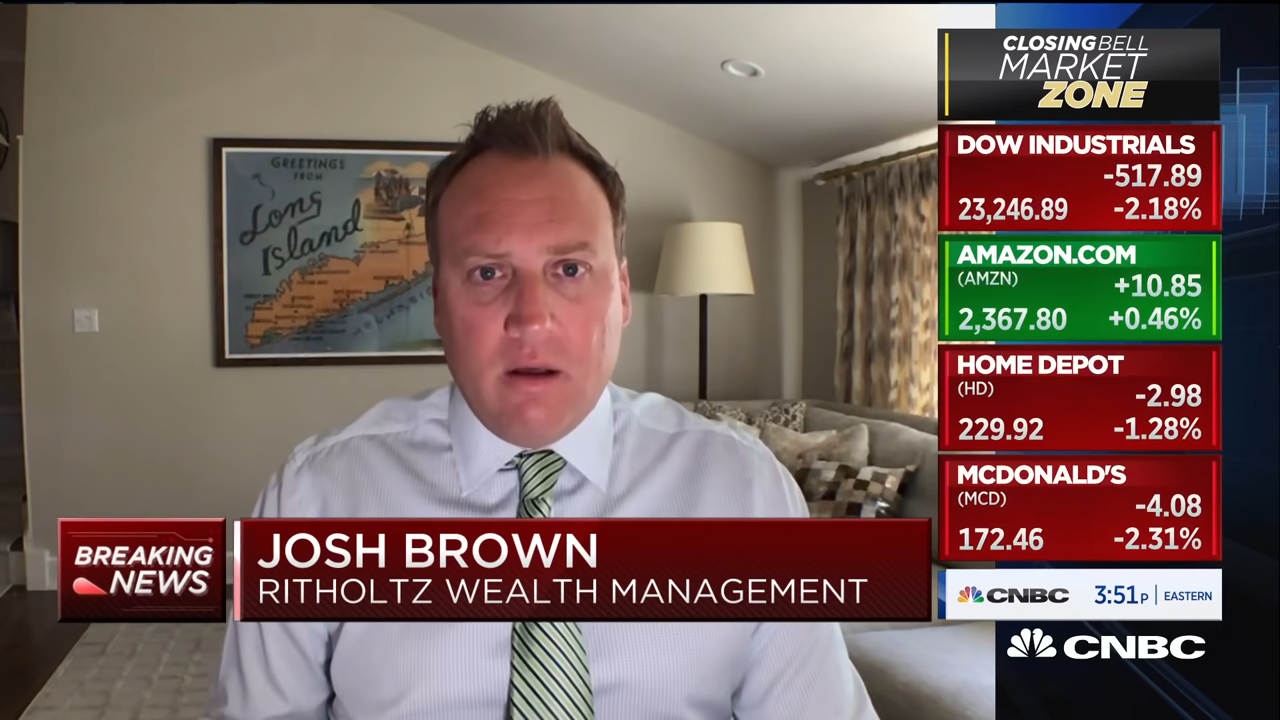 GREETINGS
FROM
Long
Island
CLOSING BELL
MARKET
ZONE
DOW INDUSTRIALS
-517.89
23,246.89 -2.18%
AMAZON.COM
(AMZN)
+10.85
2,367.80 +0.46%
HOME DEPOT
(HD)
-2.98
229.92 -1.28%
MCDONALD'S
(MCD)
-4.08
172.46 -2.31%
BREAKING
NEWS
JOSH BROWN
RITHOLTZ WEALTH MANAGEMENT
CNBC 3:51P EASTERN
CNBC